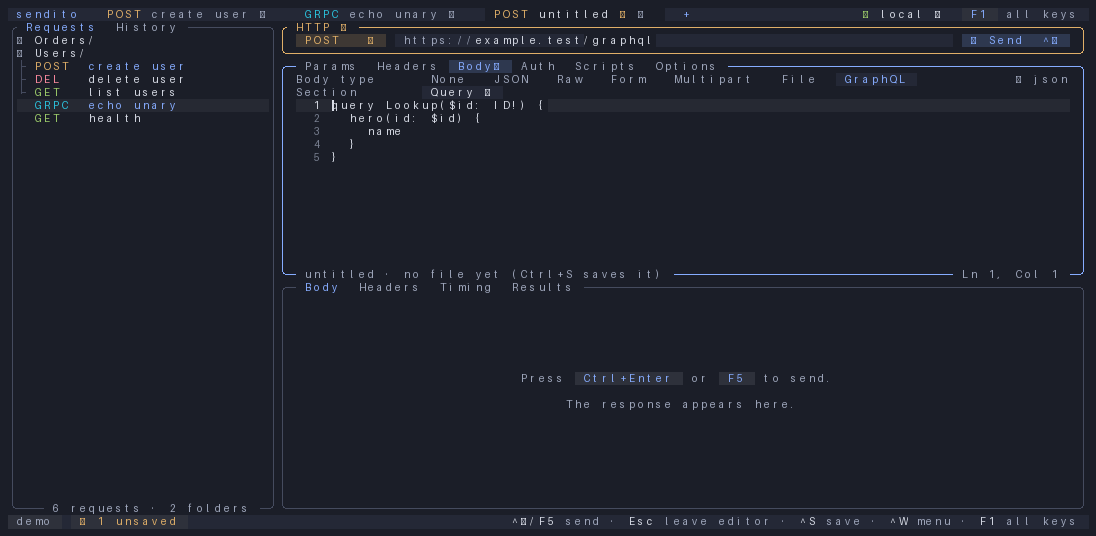 sendito POST create user GRPC echo unary POST untitled + local F1 all keys
Requests History
Orders/
Users/
POST create user
DEL delete user
GET list users
GRPC echo unary
GET health
6 requests · 2 folders
HTTP
POST https://example.test/graphql Send ^
Params Headers Body Auth Scripts Options
Body type None JSON Raw Form Multipart File GraphQL json
Section Query
1 query Lookup($id: ID!) {
2 hero(id: $id) {
3 name
4 }
5 }
untitled · no file yet (Ctrl+S saves it) Ln 1, Col 1
Body Headers Timing Results
Press Ctrl+Enter or F5 to send.
The response appears here.
demo 1 unsaved ^/F5 send · Esc leave editor · ^S save · ^W menu · F1 all keys